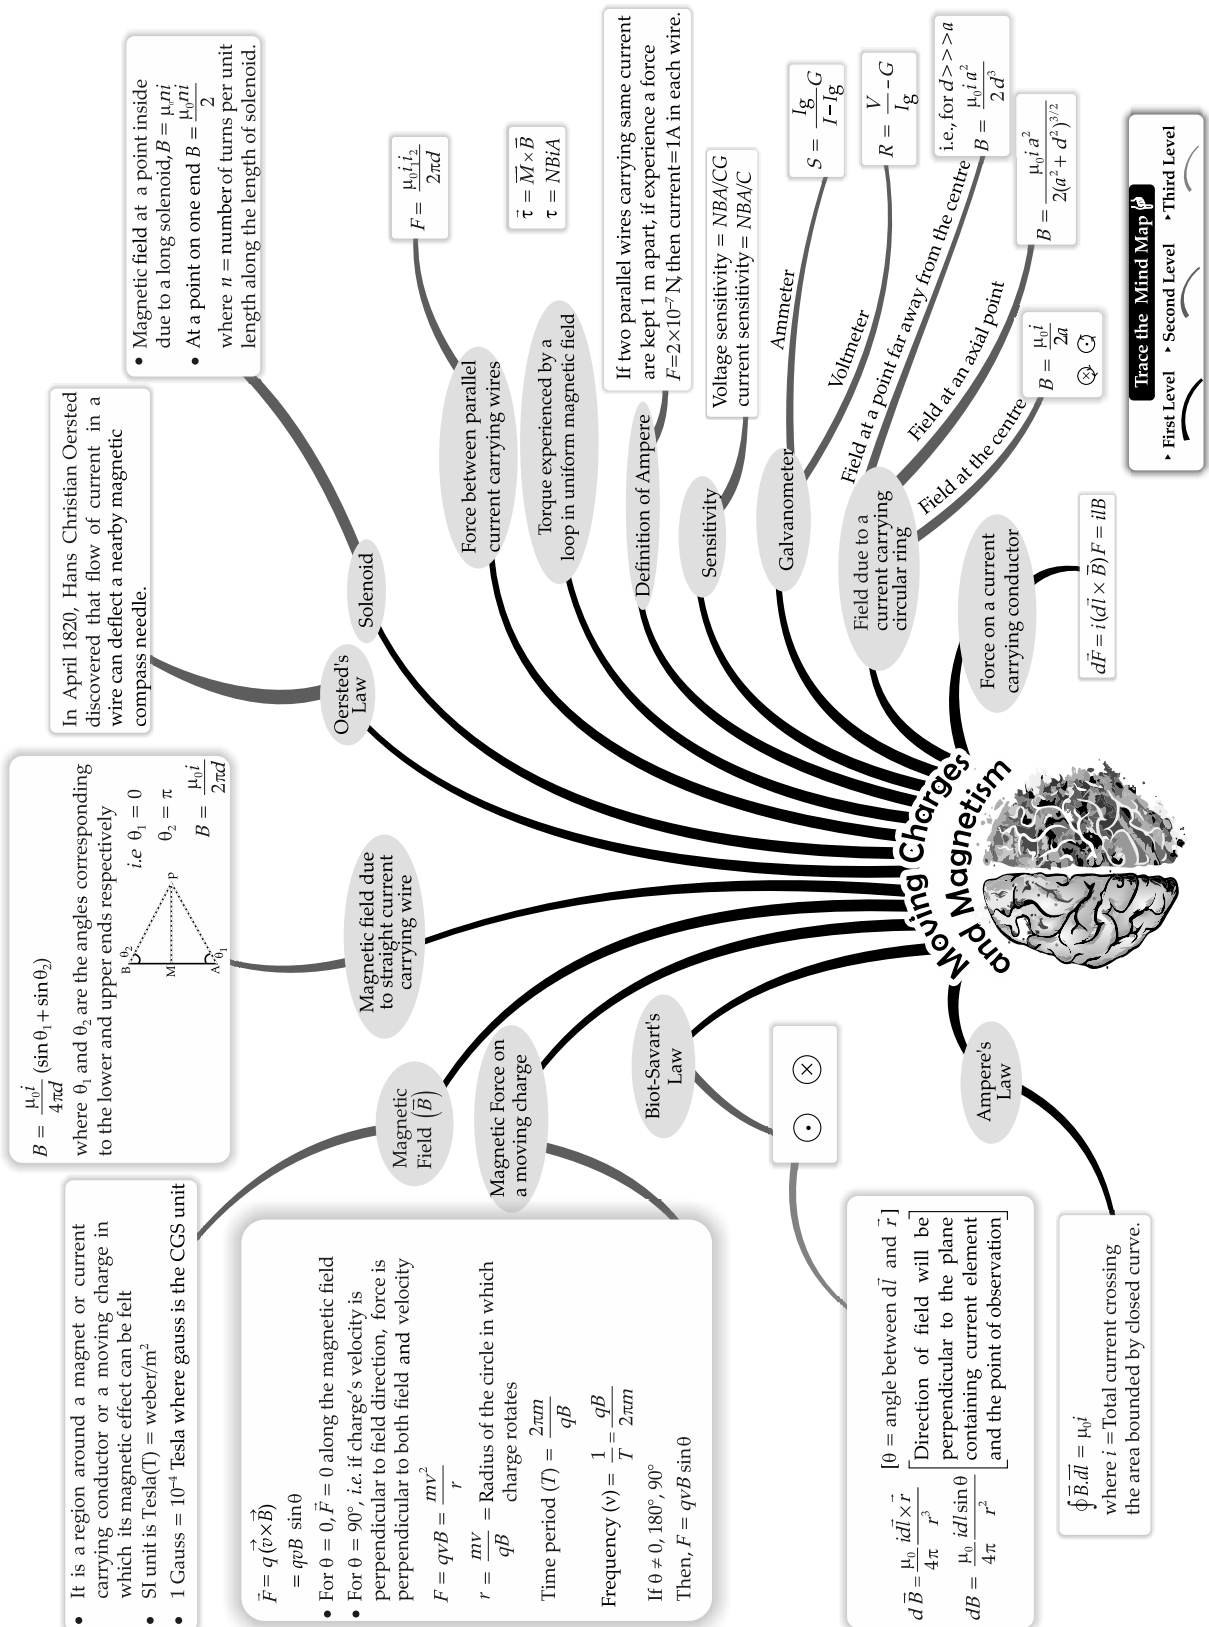 Moving Charges
and Magnetism
Magnetic
Field (B⃗)
• It is a region around a magnet or current
carrying conductor or a moving charge in
which its magnetic effect can be felt
• SI unit is Tesla(T) = weber/m²
• 1 Gauss = 10⁻⁴ Tesla where gauss is the CGS unit
Magnetic field due
to straight current
carrying wire
B = μ₀i/4πd (sin θ₁ + sin θ₂)
where θ₁ and θ₂ are the angles corresponding
to the lower and upper ends respectively
B θ₂
M P
A θ₁
i.e θ₁ = 0
θ₂ = π
B = μ₀i/2πd
Oersted's
Law
In April 1820, Hans Christian Oersted
discovered that flow of current in a
wire can deflect a nearby magnetic
compass needle.
Solenoid
• Magnetic field at a point inside
due to a long solenoid, B = μ₀ni
• At a point on one end B = μ₀ni/2
where n = number of turns per unit
length along the length of solenoid.
Magnetic Force on
a moving charge
F⃗ = q(v⃗×B⃗)
= qvB sinθ
• For θ = 0, F⃗ = 0 along the magnetic field
• For θ = 90°, i.e. if charge's velocity is
perpendicular to field direction, force is
perpendicular to both field and velocity
F = qvB = mv²/r
r = mv/qB = Radius of the circle in which
charge rotates
Time period (T) = 2πm/qB
Frequency (ν) = 1/T = qB/2πm
If θ ≠ 0, 180°, 90°
Then, F = qvB sinθ
Force between parallel
current carrying wires
F = μ₀i₁i₂/2πd
Torque experienced by a
loop in uniform magnetic field
τ⃗ = M⃗ × B⃗
τ = NBiA
Definition of Ampere
If two parallel wires carrying same current
are kept 1 m apart, if experience a force
F=2×10⁻⁷ N, then current=1A in each wire.
Sensitivity
Voltage sensitivity = NBA/CG
current sensitivity = NBA/C
Galvanometer
Ammeter
S = Ig/I−Ig G
Voltmeter
R = V/Ig − G
Biot-Savart's
Law
⊙ ⊗
dB⃗ = μ₀/4π idl⃗ × r⃗/r³
dB = μ₀/4π idl sinθ/r²
[θ = angle between dl⃗ and r⃗]
[Direction of field will be
perpendicular to the plane
containing current element
and the point of observation]
Field due to a
current carrying
circular ring
Field at a point far away from the centre
i.e., for d>>>a
B = μ₀ia²/2d³
Field at an axial point
B = μ₀ia²/2(a² + d²)³ᐟ²
Field at the centre
B = μ₀i/2a
⊗ ⊙
Force on a current
carrying conductor
dF⃗ = i(dl⃗ × B⃗) F = ilB
Ampere's
Law
∮B⃗.dl⃗ = μ₀i
where i = Total current crossing
the area bounded by closed curve.
Trace the Mind Map
▸ First Level ▸ Second Level ▸ Third Level